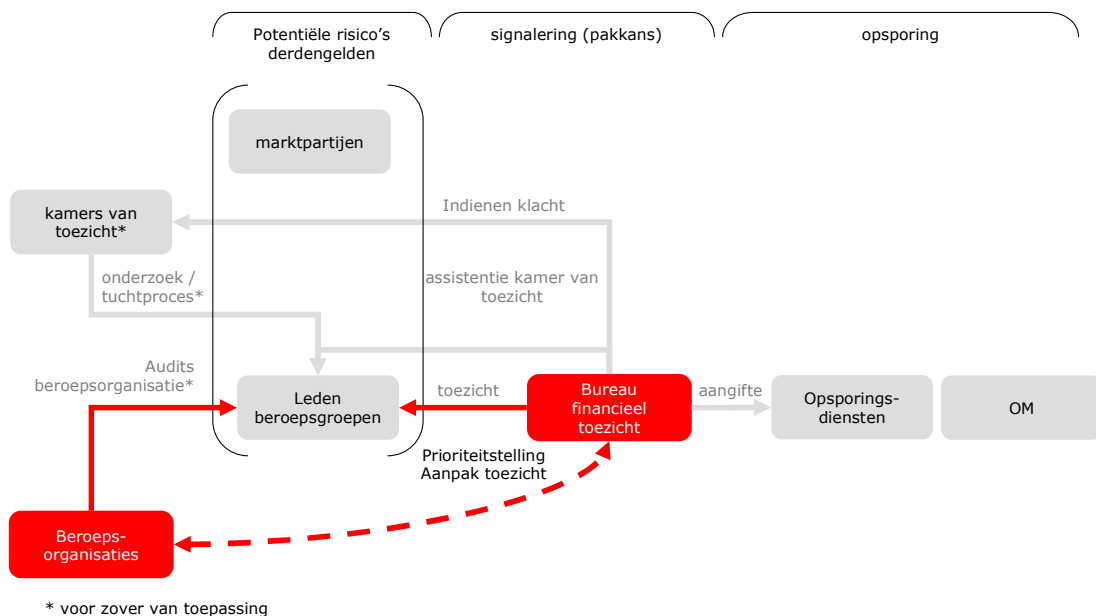 Potentiële risico's
derdengelden
signalering (pakkans)
opsporing
marktpartijen
kamers van
toezicht*
Indienen klacht
onderzoek /
tuchtproces*
assistentie kamer van
toezicht
Audits
beroepsorganisatie*
Leden
beroepsgroepen
toezicht
Bureau
financieel
toezicht
aangifte
Opsporings-
diensten
OM
Prioriteitstelling
Aanpak toezicht
Beroeps-
organisaties
* voor zover van toepassing